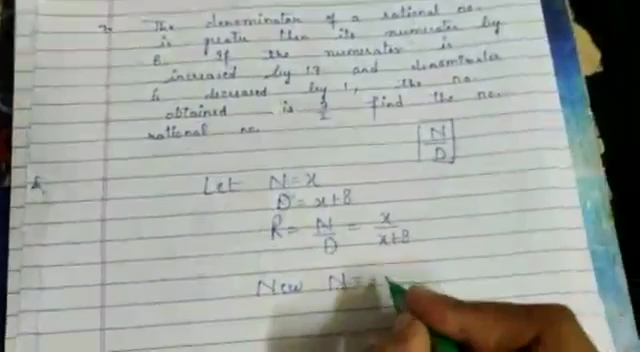 7. The denominator of a rational no.
is greater then its numerator by
8. If the numerator is
increased by 17 and denominator
is decreased by 1, the no.
obtained is 3/2 find the no.
rational no.
[N/D]
Let N = x
D = x+8
R = N/D = x/x+8
New N =